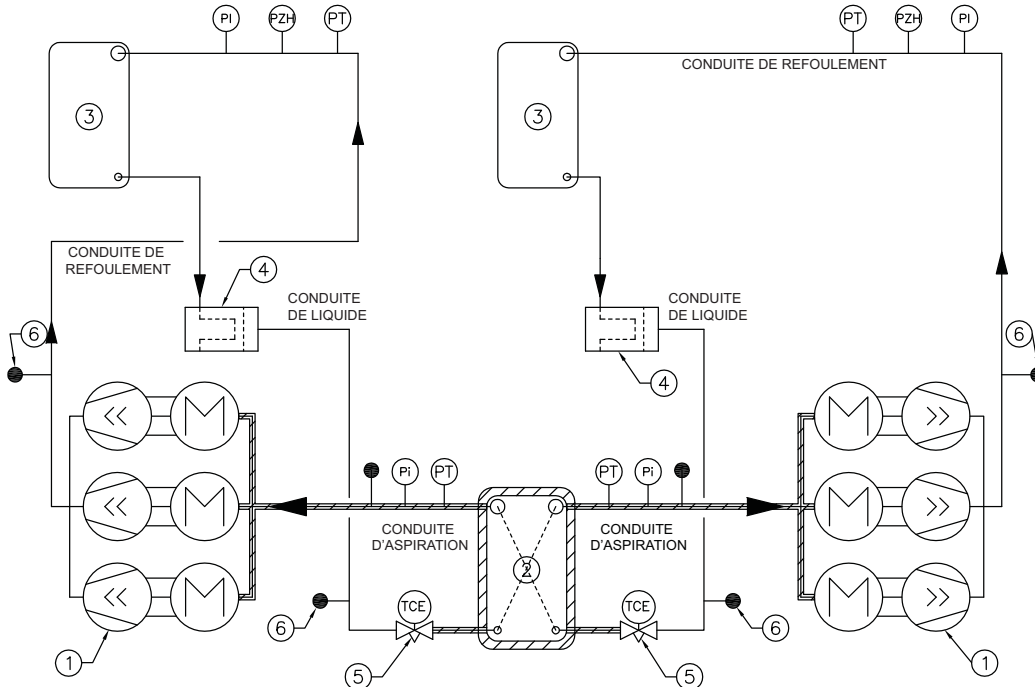 PI PZH PT
PT PZH PI
CONDUITE DE REFOULEMENT
3
3
CONDUITE DE
REFOULEMENT
4
CONDUITE
DE LIQUIDE
CONDUITE
DE LIQUIDE
6
6
4
M
M
M
M
Pi PT
PT Pi
M
M
CONDUITE
D'ASPIRATION
CONDUITE
D'ASPIRATION
2
TCE
TCE
6
6
1
5
5
1